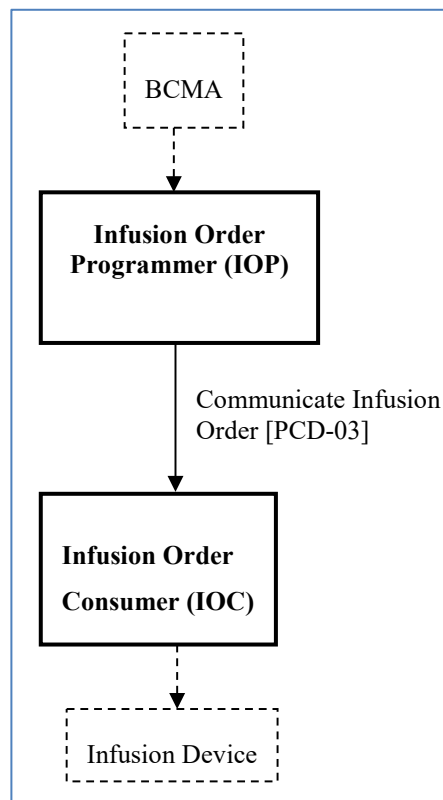 BCMA
Infusion Order
Programmer (IOP)
Communicate Infusion
Order [PCD-03]
Infusion Order
Consumer (IOC)
Infusion Device